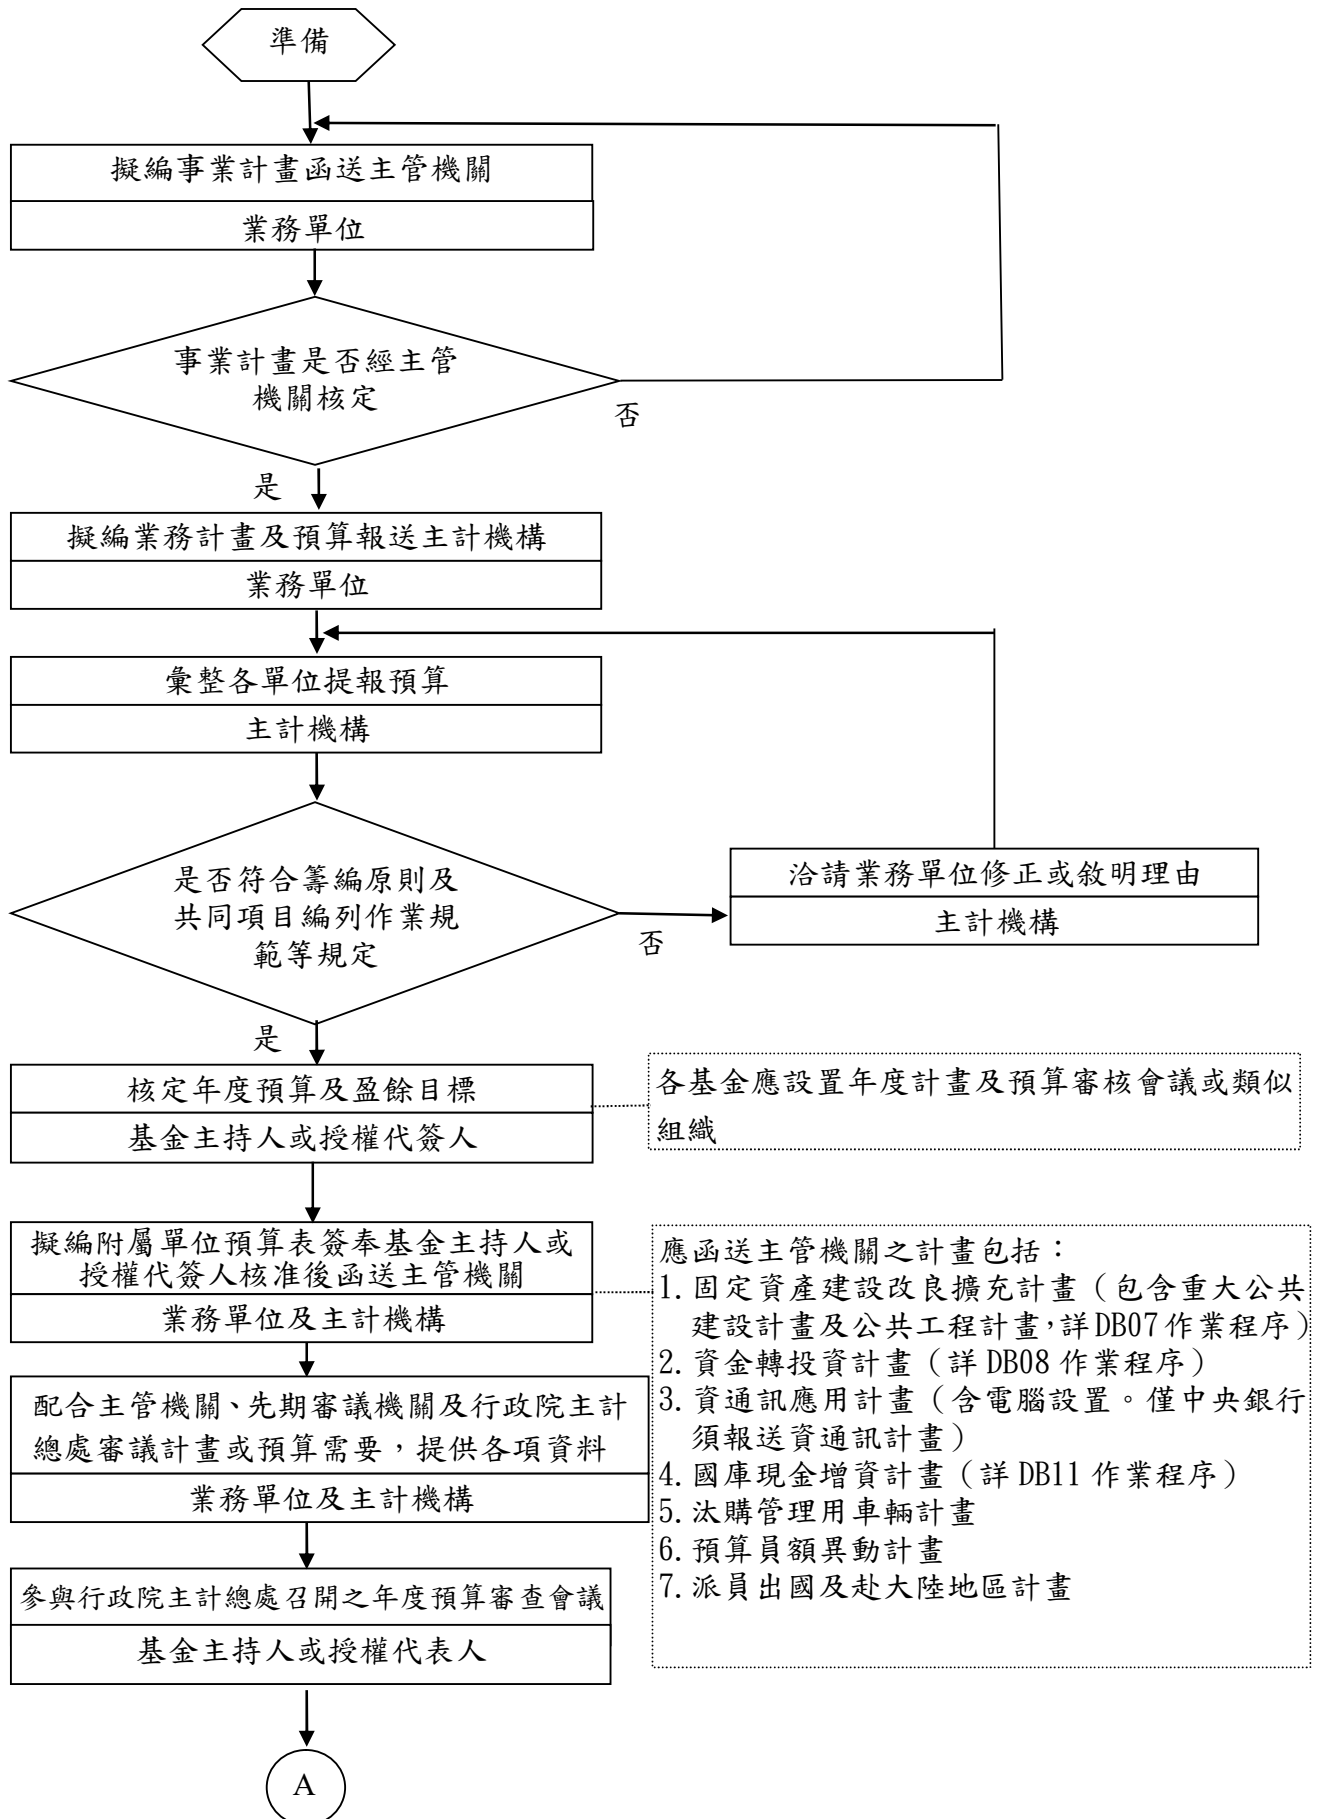 準備
擬編事業計畫函送主管機關
業務單位
事業計畫是否經主管
機關核定
否
是
擬編業務計畫及預算報送主計機構
業務單位
彙整各單位提報預算
主計機構
是否符合籌編原則及
共同項目編列作業規
範等規定
否
洽請業務單位修正或敘明理由
主計機構
是
核定年度預算及盈餘目標
基金主持人或授權代簽人
各基金應設置年度計畫及預算審核會議或類似
組織
擬編附屬單位預算表簽奉基金主持人或
授權代簽人核准後函送主管機關
業務單位及主計機構
應函送主管機關之計畫包括：
1.固定資產建設改良擴充計畫（包含重大公共
建設計畫及公共工程計畫，詳DB07作業程序）
2.資金轉投資計畫（詳 DB08 作業程序）
3.資通訊應用計畫（含電腦設置。僅中央銀行
須報送資通訊計畫）
4.國庫現金增資計畫（詳 DB11 作業程序）
5.汰購管理用車輛計畫
6.預算員額異動計畫
7.派員出國及赴大陸地區計畫
配合主管機關、先期審議機關及行政院主計
總處審議計畫或預算需要，提供各項資料
業務單位及主計機構
參與行政院主計總處召開之年度預算審查會議
基金主持人或授權代表人
A